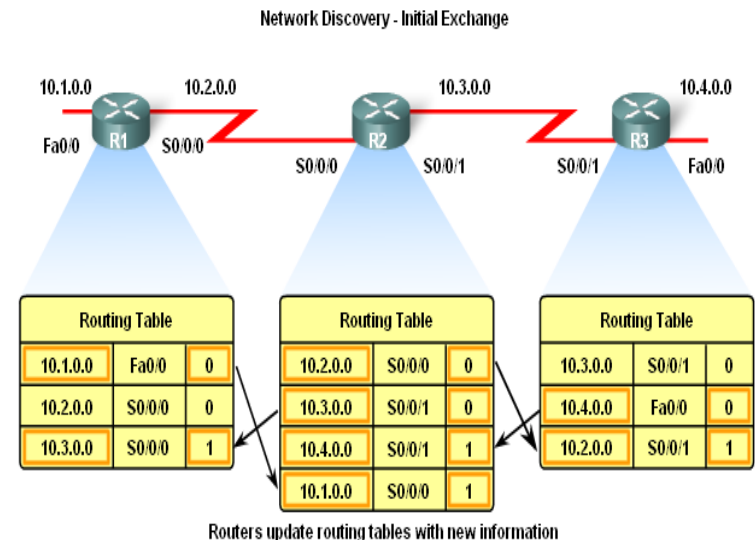 Network Discovery - Initial Exchange
10.1.0.0 10.2.0.0 10.3.0.0 10.4.0.0
R1 R2 R3
Fa0/0 S0/0/0 S0/0/0 S0/0/1 S0/0/1 Fa0/0
Routing Table
10.1.0.0 Fa0/0 0
10.2.0.0 S0/0/0 0
10.3.0.0 S0/0/0 1
Routing Table
10.2.0.0 S0/0/0 0
10.3.0.0 S0/0/1 0
10.4.0.0 S0/0/1 1
10.1.0.0 S0/0/0 1
Routing Table
10.3.0.0 S0/0/1 0
10.4.0.0 Fa0/0 0
10.2.0.0 S0/0/1 1
Routers update routing tables with new information